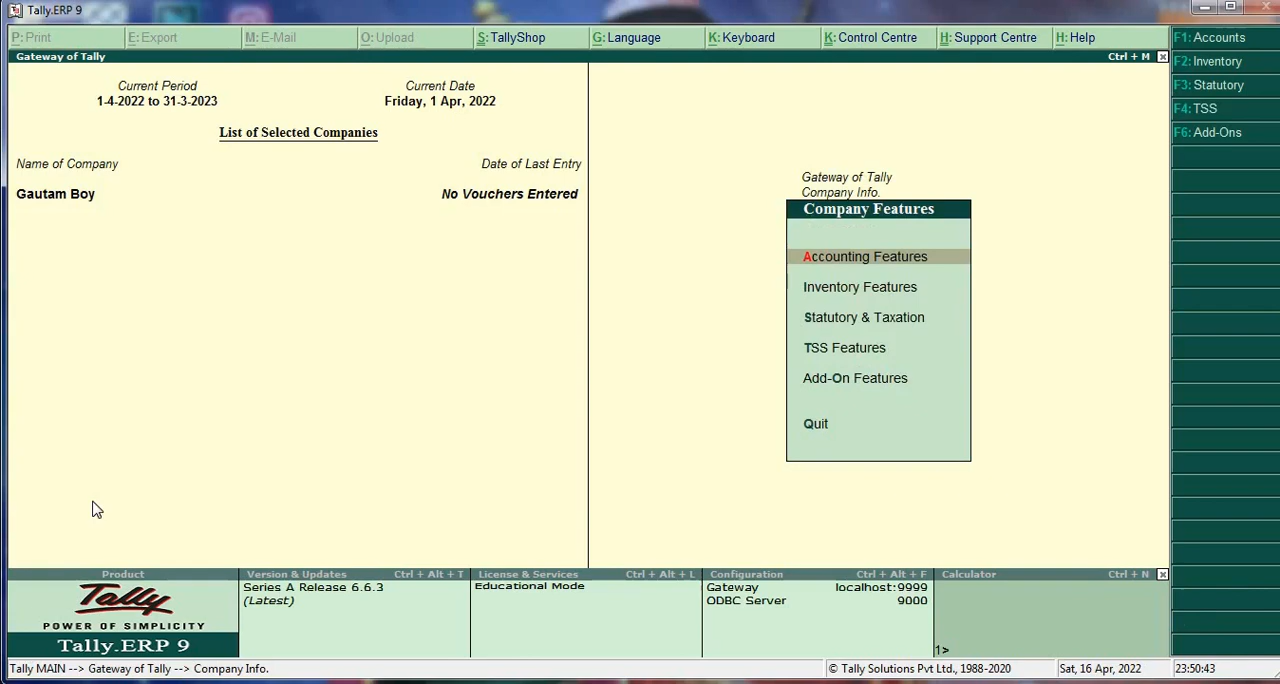 Tally.ERP 9
P: Print
E: Export
M: E-Mail
O: Upload
S: TallyShop
G: Language
K: Keyboard
K: Control Centre
H: Support Centre
H: Help
F1: Accounts
F2: Inventory
F3: Statutory
F4: TSS
F6: Add-Ons
Gateway of Tally
Ctrl + M
Current Period
1-4-2022 to 31-3-2023
Current Date
Friday, 1 Apr, 2022
List of Selected Companies
Name of Company
Date of Last Entry
Gautam Boy
No Vouchers Entered
Gateway of Tally
Company Info.
Company Features
Accounting Features
Inventory Features
Statutory & Taxation
TSS Features
Add-On Features
Quit
Product
Tally
POWER OF SIMPLICITY
Tally.ERP 9
Version & Updates Ctrl + Alt + T
Series A Release 6.6.3
(Latest)
License & Services Ctrl + Alt + L
Educational Mode
Configuration Ctrl + Alt + F
Gateway localhost:9999
ODBC Server 9000
Calculator Ctrl + N
1>
Tally MAIN --> Gateway of Tally --> Company Info.
© Tally Solutions Pvt Ltd., 1988-2020
Sat, 16 Apr, 2022
23:50:43